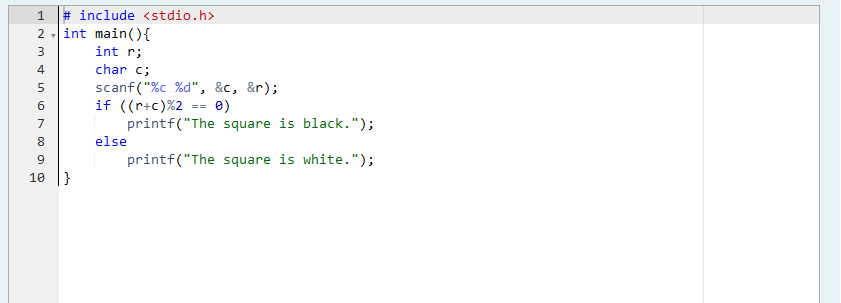 1 # include <stdio.h>
2 int main(){
3 int r;
4 char c;
5 scanf("%c %d", &c, &r);
6 if ((r+c)%2 == 0)
7 printf("The square is black.");
8 else
9 printf("The square is white.");
10 }